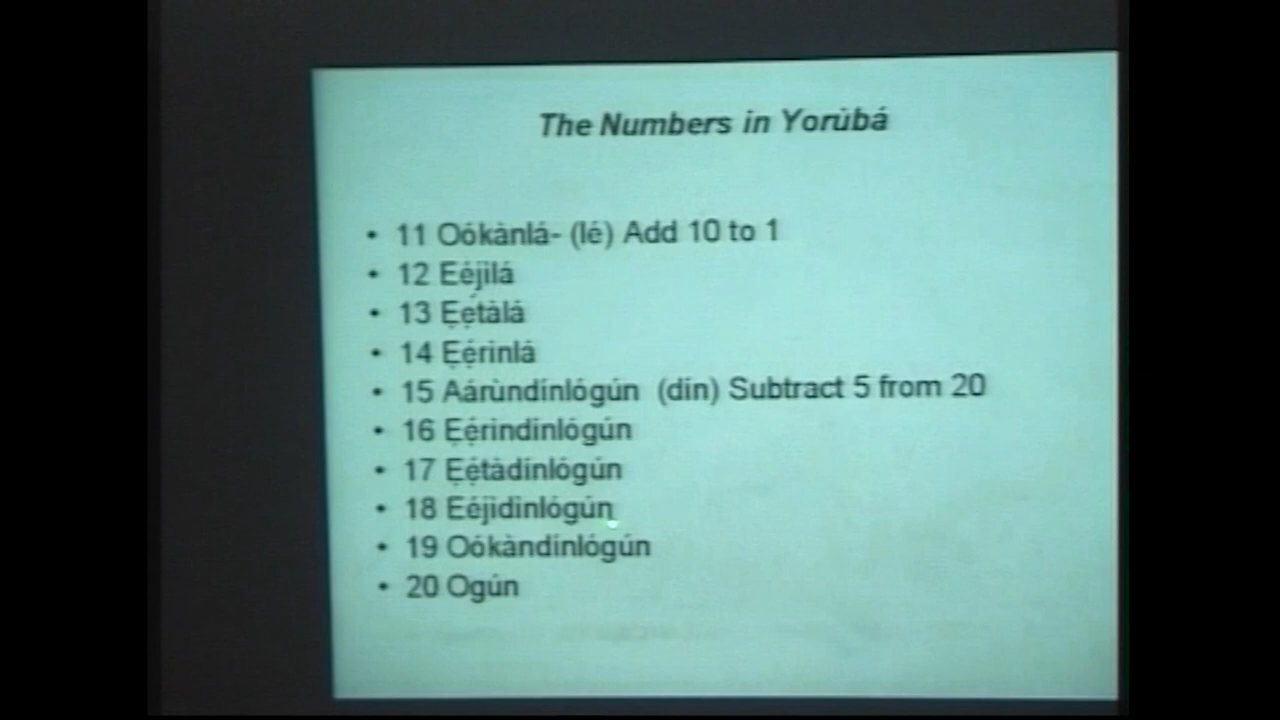 The Numbers in Yorùbá
• 11 Oókànlá- (lé) Add 10 to 1
• 12 Eéjìlá
• 13 Ẹẹ́tàlá
• 14 Ẹẹ́rìnlá
• 15 Aárùndínlógún (dín) Subtract 5 from 20
• 16 Ẹẹ́rìndínlógún
• 17 Ẹẹ́tàdínlógún
• 18 Eéjìdínlógún
• 19 Oókàndínlógún
• 20 Ogún